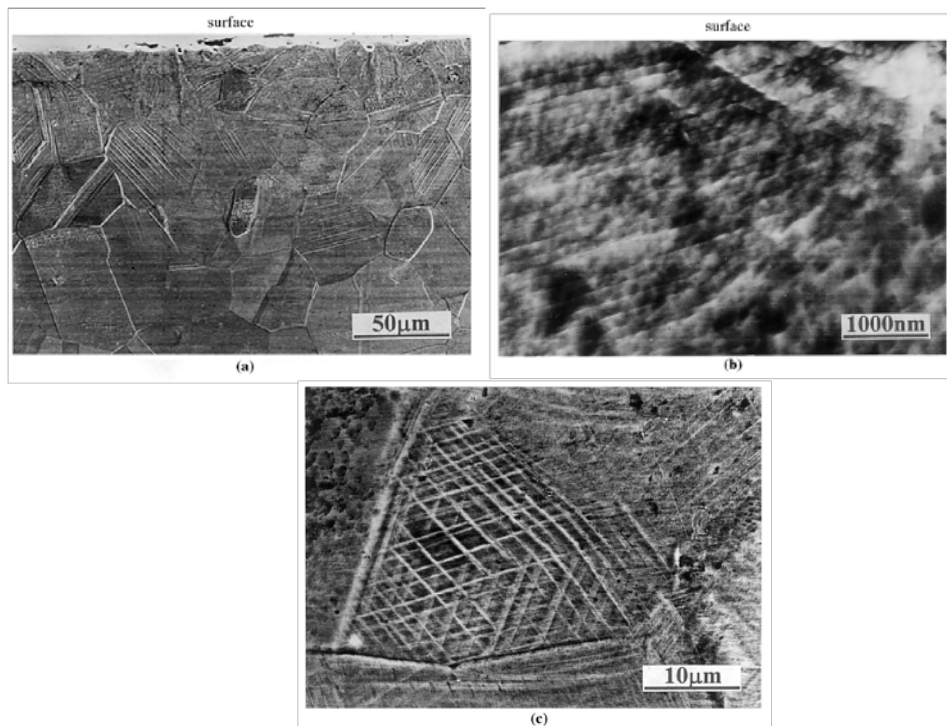 surface
50μm
(a)
surface
1000nm
(b)
10μm
(c)